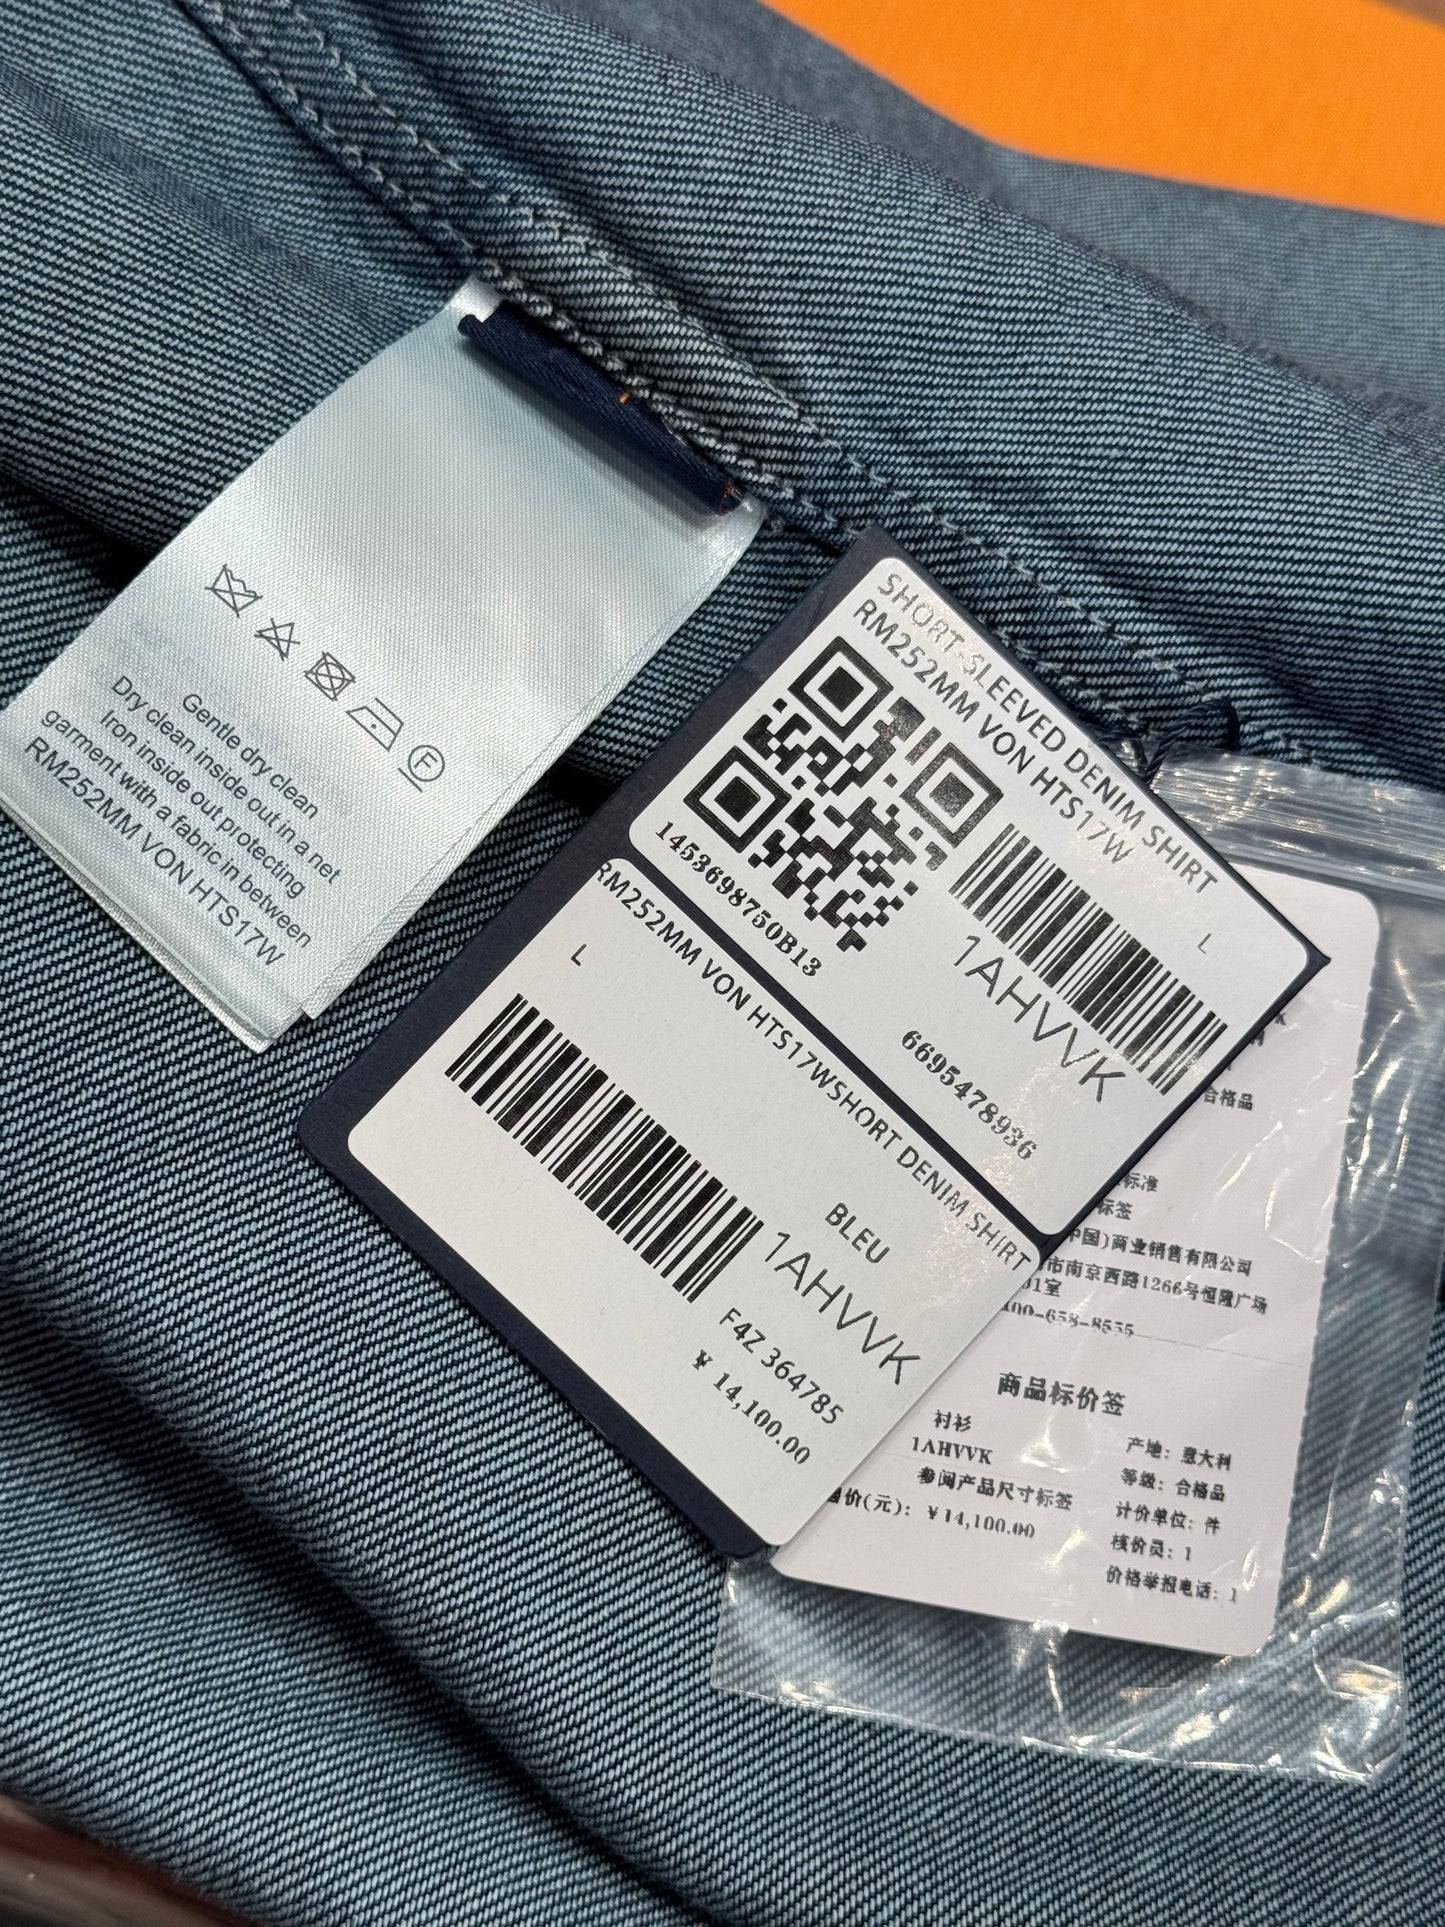 Gentle dry clean
Dry clean inside out in a net
Iron inside out protecting
garment with a fabric in between
RM252MM VON HTS17W
F
SHORT-SLEEVED DENIM SHIRT
RM252MM VON HTS17W
L
1AHVVK
1453698750B13
6695478936
RM252MM VON HTS17WSHORT DENIM SHIRT
L
BLEU
1AHVVK
F4Z 364785
¥ 14,100.00
合格品
标准
标签
中国)商业销售有限公司
市南京西路1266号恒隆广场
01室
400-658-8555
商品标价签
衬衫
1AHVVK
参阅产品尺寸标签
价(元): ¥14,100.00
产地: 意大利
等级: 合格品
计价单位: 件
核价员: 1
价格举报电话: 1